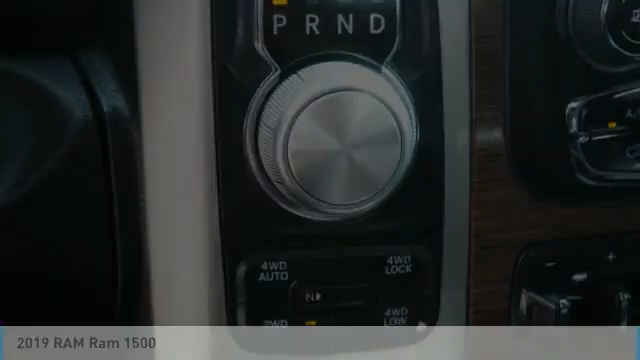 P R N D
4WD AUTO
4WD LOCK
N
2WD
4WD LOW
2019 RAM Ram 1500